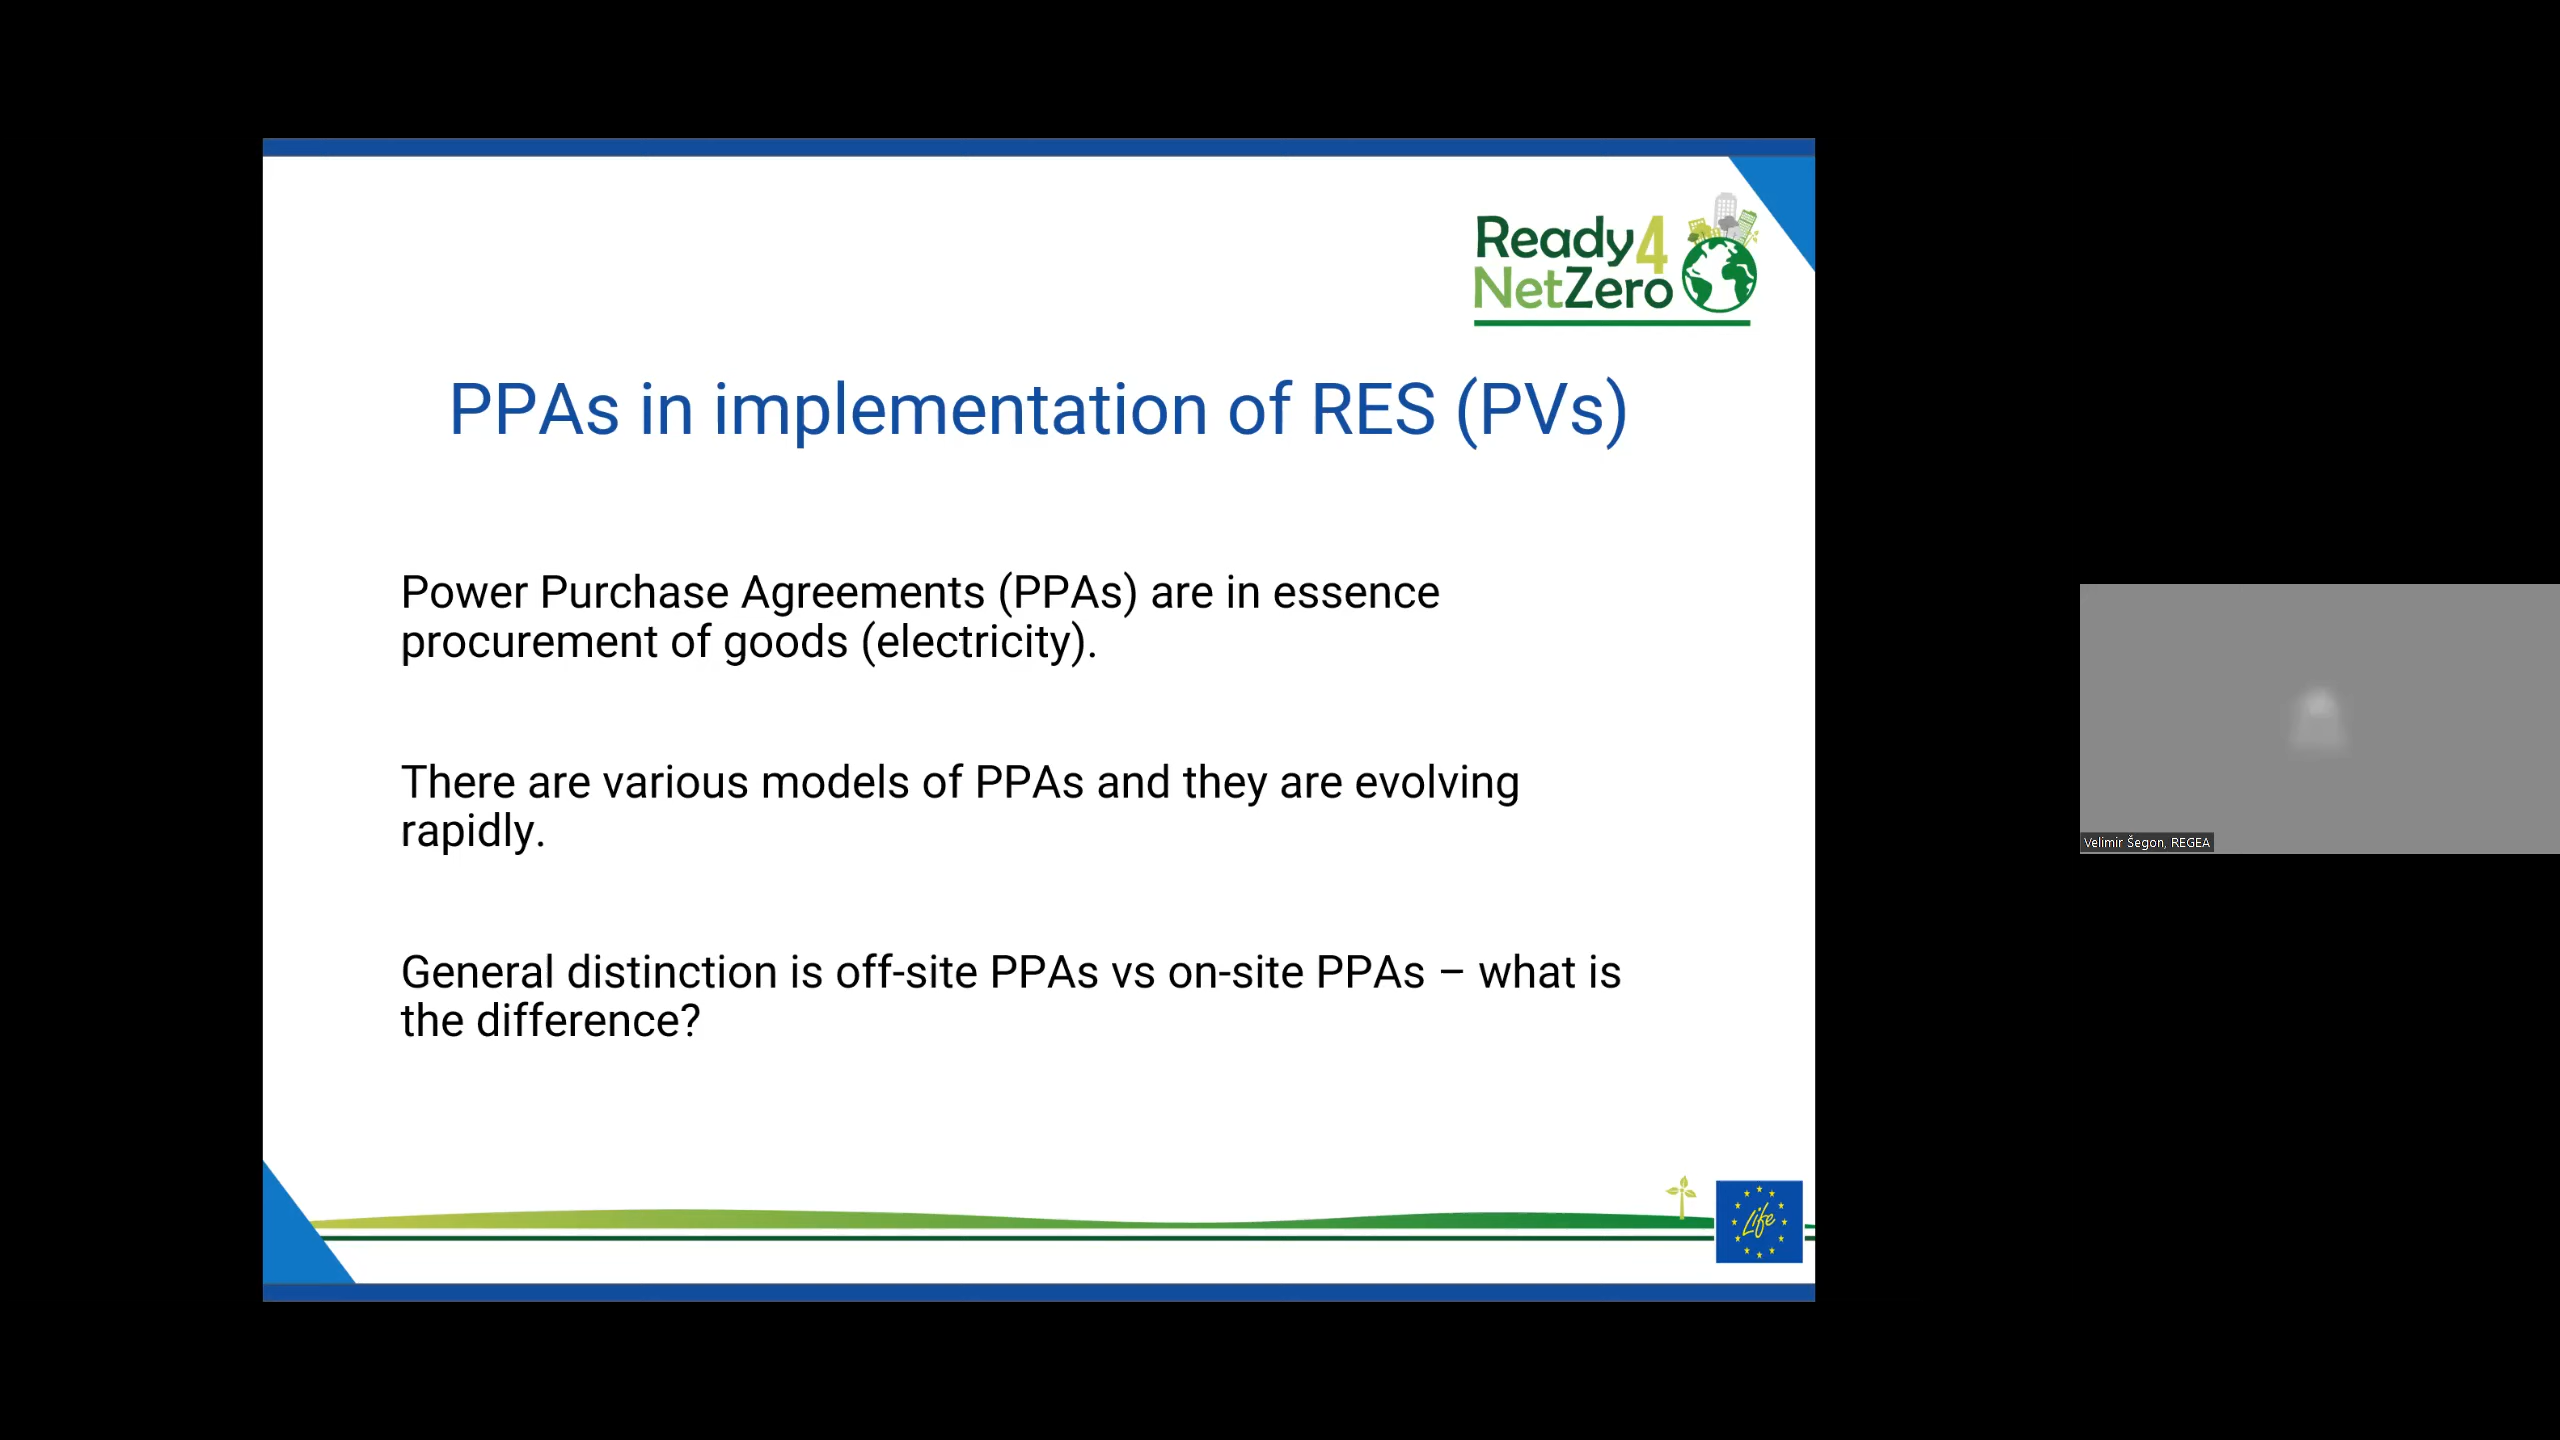 Ready4
NetZero
PPAs in implementation of RES (PVs)
Power Purchase Agreements (PPAs) are in essence
procurement of goods (electricity).
There are various models of PPAs and they are evolving
rapidly.
General distinction is off-site PPAs vs on-site PPAs – what is
the difference?
Life
Velimir Šegon, REGEA